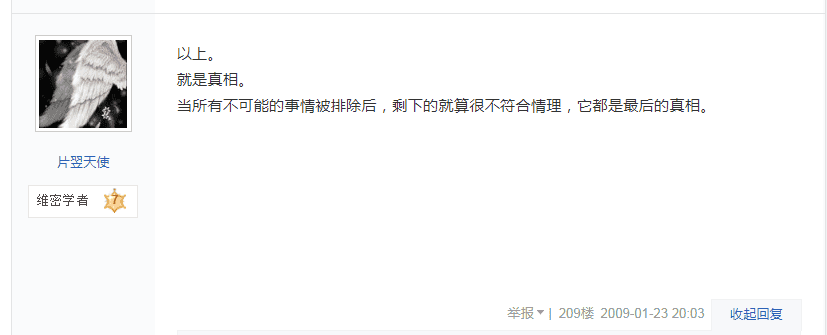 以上。
就是真相。
当所有不可能的事情被排除后，剩下的就算很不符合情理，它都是最后的真相。
片翌天使
维密学者 7
举报 | 209楼 2009-01-23 20:03 收起回复